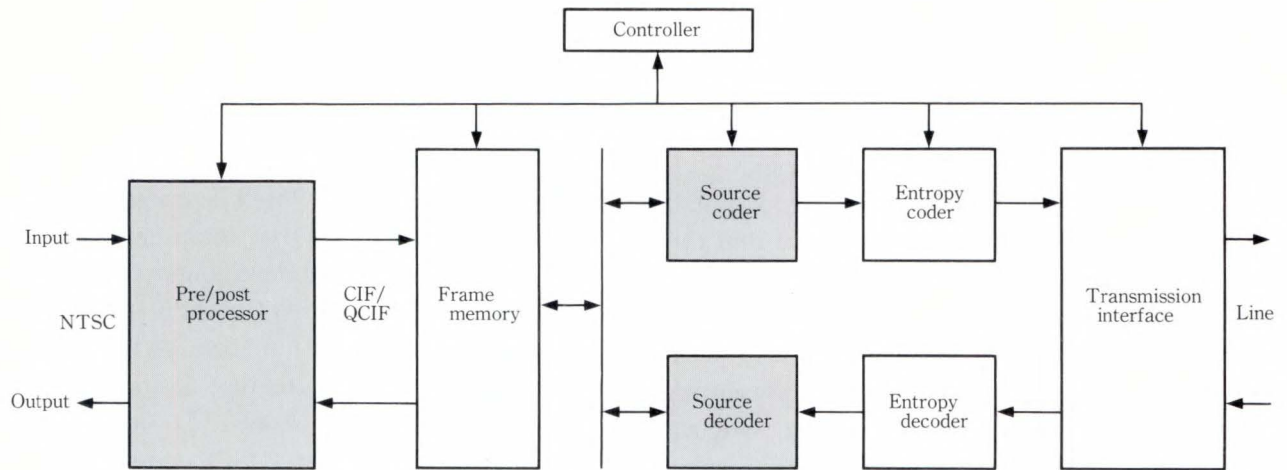 Controller
Input
NTSC
Output
Pre/post
processor
CIF/
QCIF
Frame
memory
Source
coder
Entropy
coder
Source
decoder
Entropy
decoder
Transmission
interface
Line